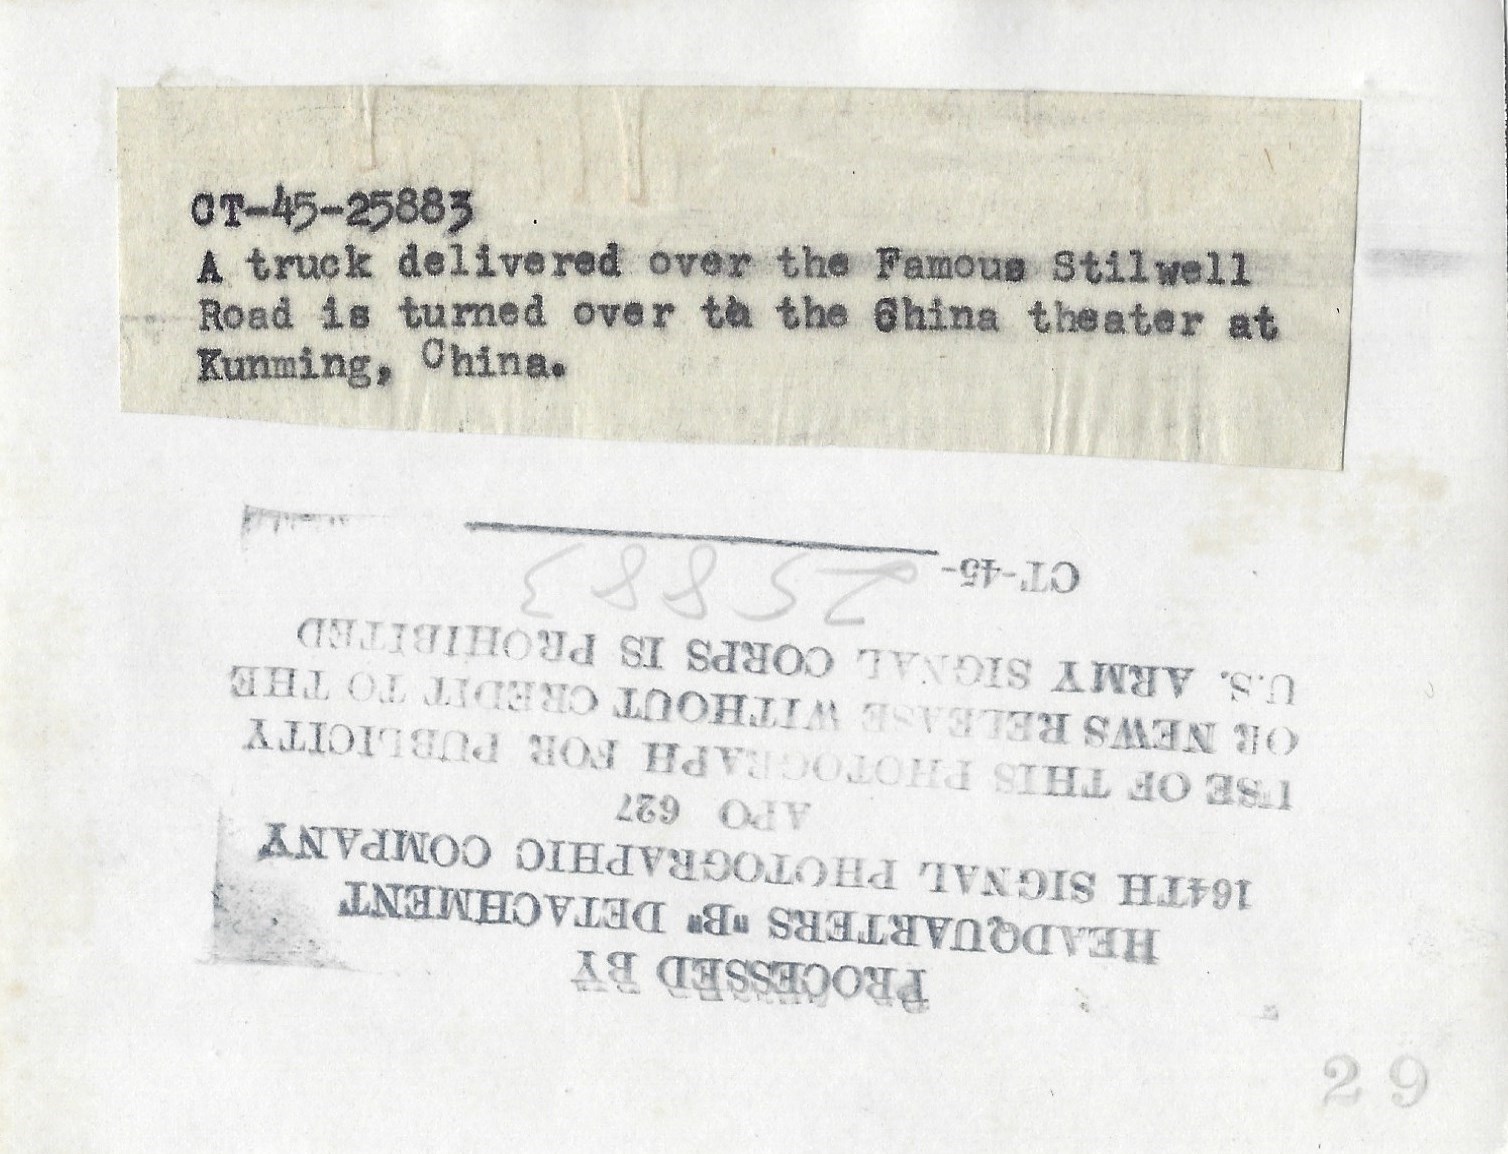 CT-45-25883
A truck delivered over the Famous Stilwell
Road is turned over to the China theater at
Kunming, China.
PROCESSED BY
HEADQUARTERS "B" DETACHMENT
164TH SIGNAL PHOTOGRAPHIC COMPANY
APO 627
USE OF THIS PHOTOGRAPH FOR PUBLICITY
OR NEWS RELEASE WITHOUT CREDIT TO THE
U.S. ARMY SIGNAL CORPS IS PROHIBITED
CT-45- 25883
29